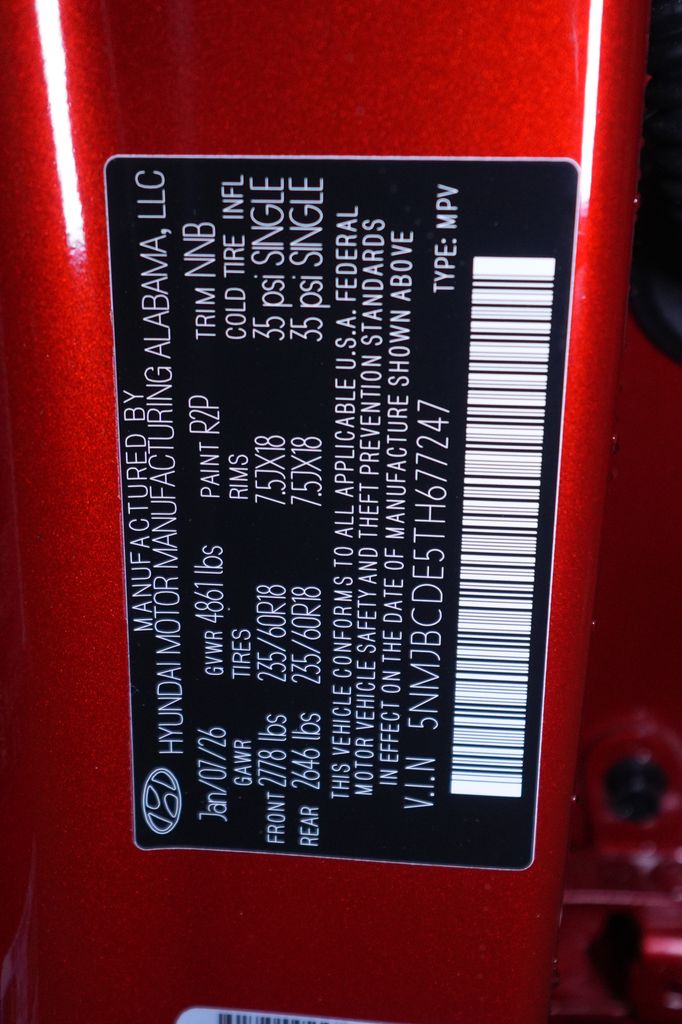 MANUFACTURED BY
HYUNDAI MOTOR MANUFACTURING ALABAMA, LLC
Jan/07/26 GVWR 4861 lbs PAINT R2P TRIM NNB
GAWR TIRES RIMS COLD TIRE INFL
FRONT 2778 lbs 235/60R18 7.5JX18 35 psi SINGLE
REAR 2646 lbs 235/60R18 7.5JX18 35 psi SINGLE
THIS VEHICLE CONFORMS TO ALL APPLICABLE U.S.A. FEDERAL
MOTOR VEHICLE SAFETY AND THEFT PREVENTION STANDARDS
IN EFFECT ON THE DATE OF MANUFACTURE SHOWN ABOVE
V.I.N 5NMJBCDE5TH677247 TYPE: MPV